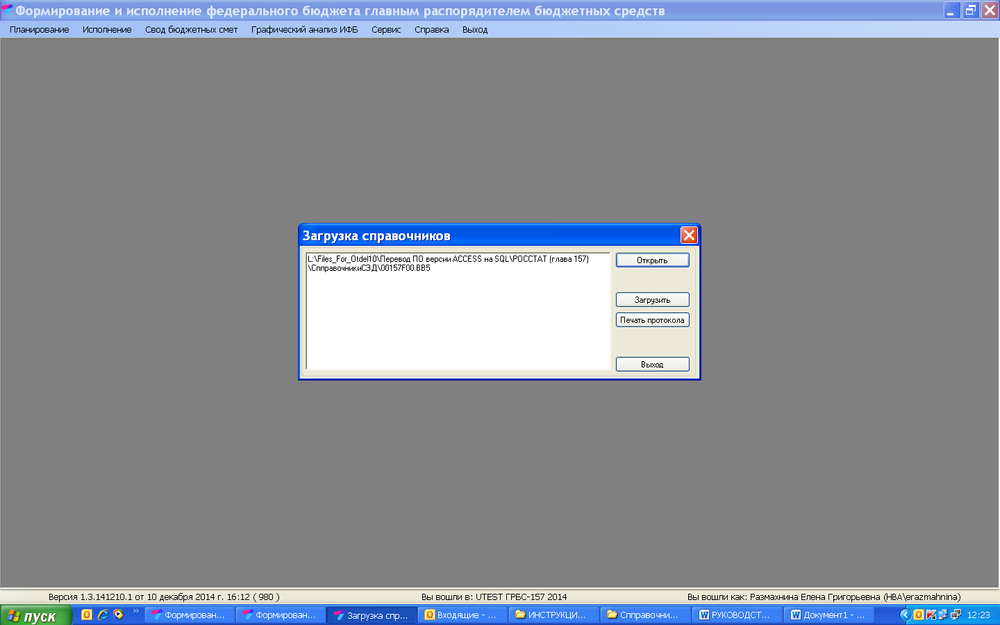 Формирование и исполнение федерального бюджета главным распорядителем бюджетных средств
Планирование Исполнение Свод бюджетных смет Графический анализ ИФБ Сервис Справка Выход
Загрузка справочников
L:\Files_For_Otdel10\Перевод ПО версии ACCESS на SQL\РОССТАТ (глава 157)
\СпправочникиСЭД\00157F00.BB5
Открыть
Загрузить
Печать протокола
Выход
Версия 1.3.141210.1 от 10 декабря 2014 г. 16:12 ( 980 ) Вы вошли в: UTEST ГРБС-157 2014 Вы вошли как: Размахнина Елена Григорьевна (HBA\erazmahnina)
пуск Формирован... Формирован... Загрузка спр... Входящие - ... ИНСТРУКЦИ... Спправочни... РУКОВОДСТ... Документ1 - ... 12:23